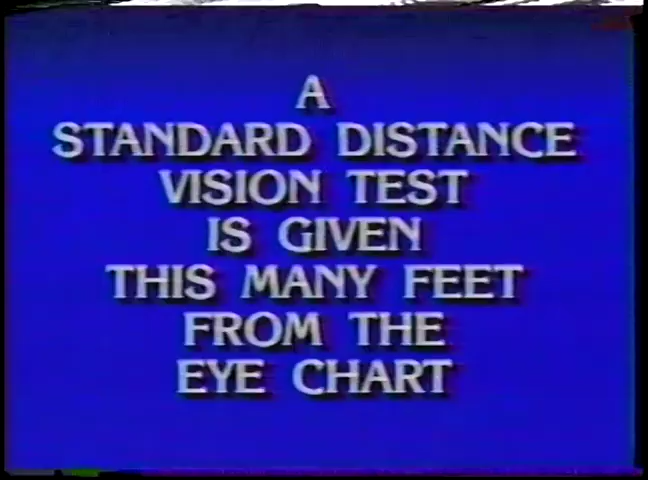 A
STANDARD DISTANCE
VISION TEST
IS GIVEN
THIS MANY FEET
FROM THE
EYE CHART